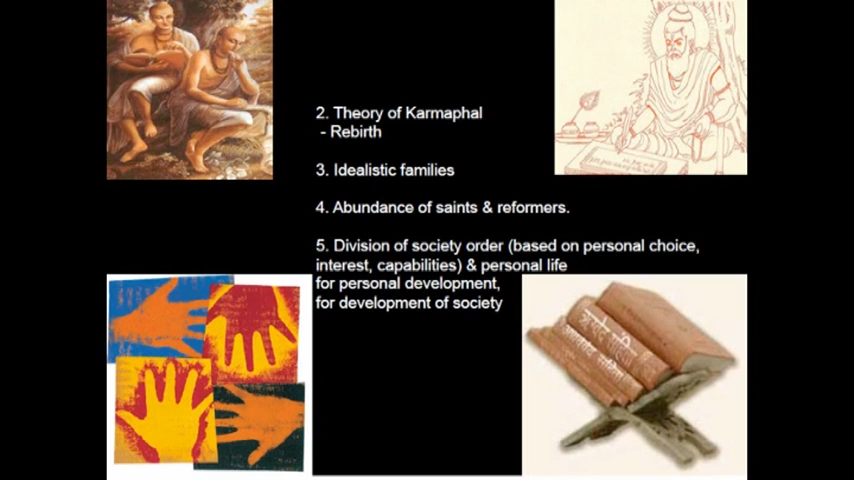 2. Theory of Karmaphal
- Rebirth
3. Idealistic families
4. Abundance of saints & reformers.
5. Division of society order (based on personal choice,
interest, capabilities) & personal life
for personal development,
for development of society